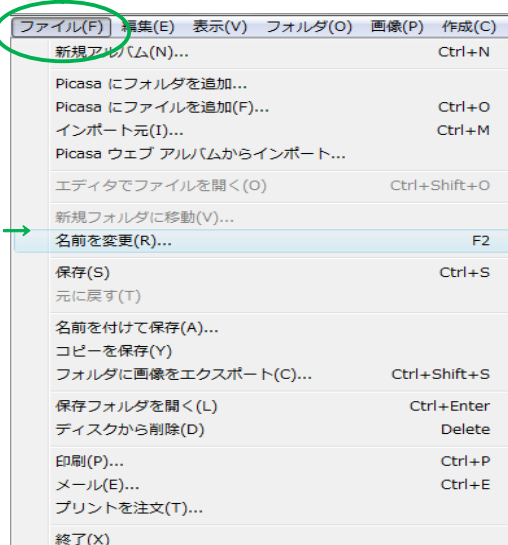 ファイル(F) 編集(E) 表示(V) フォルダ(O) 画像(P) 作成(C)
新規アルバム(N)... Ctrl+N
Picasa にフォルダを追加...
Picasa にファイルを追加(F)... Ctrl+O
インポート元(I)... Ctrl+M
Picasa ウェブ アルバムからインポート...
エディタでファイルを開く(O) Ctrl+Shift+O
新規フォルダに移動(V)...
名前を変更(R)... F2
保存(S) Ctrl+S
元に戻す(T)
名前を付けて保存(A)...
コピーを保存(Y)
フォルダに画像をエクスポート(C)... Ctrl+Shift+S
保存フォルダを開く(L) Ctrl+Enter
ディスクから削除(D) Delete
印刷(P)... Ctrl+P
メール(E)... Ctrl+E
プリントを注文(T)...
終了(X)